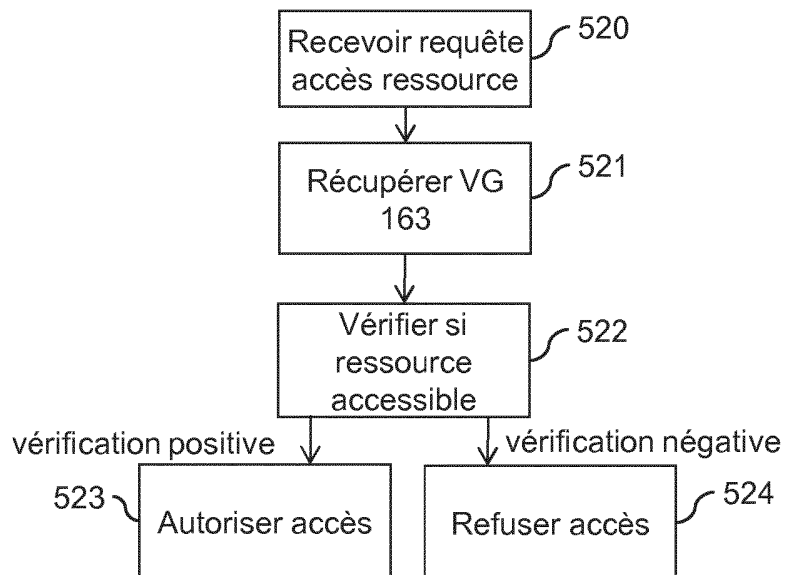 Recevoir requête
accès ressource
520
Récupérer VG
163
521
Vérifier si
ressource
accessible
522
vérification positive
vérification négative
523
Autoriser accès
Refuser accès
524